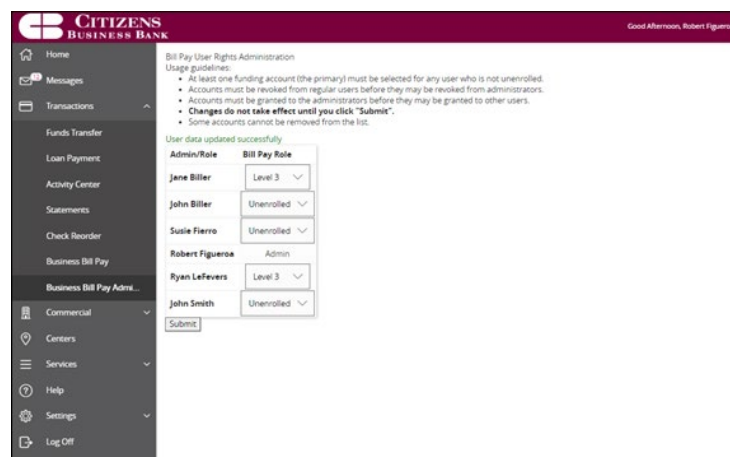 CITIZENS
BUSINESS BANK
Good Afternoon, Robert Figuero
Home
Messages
Transactions
Funds Transfer
Loan Payment
Activity Center
Statements
Check Reorder
Business Bill Pay
Business Bill Pay Admi...
Commercial
Centers
Services
Help
Settings
Log Off
Bill Pay User Rights Administration
Usage guidelines:
• At least one funding account (the primary) must be selected for any user who is not unenrolled.
• Accounts must be revoked from regular users before they may be revoked from administrators.
• Accounts must be granted to the administrators before they may be granted to other users.
• Changes do not take effect until you click "Submit".
• Some accounts cannot be removed from the list.
User data updated successfully
Admin/Role Bill Pay Role
Jane Biller Level 3
John Biller Unenrolled
Susie Fierro Unenrolled
Robert Figueroa Admin
Ryan LeFevers Level 3
John Smith Unenrolled
Submit